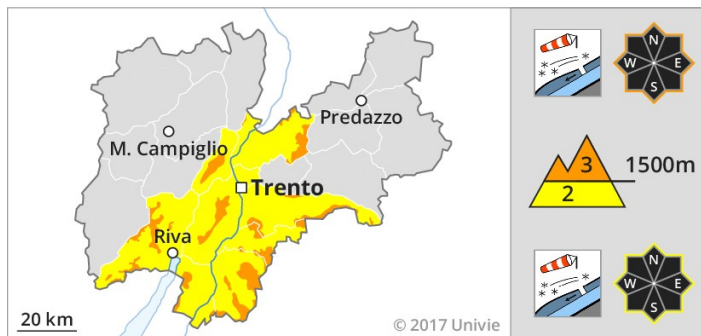 Predazzo
M. Campiglio
Trento
Riva
20 km
© 2017 Univie
N
W E
S
3 1500m
2
N
W E
S